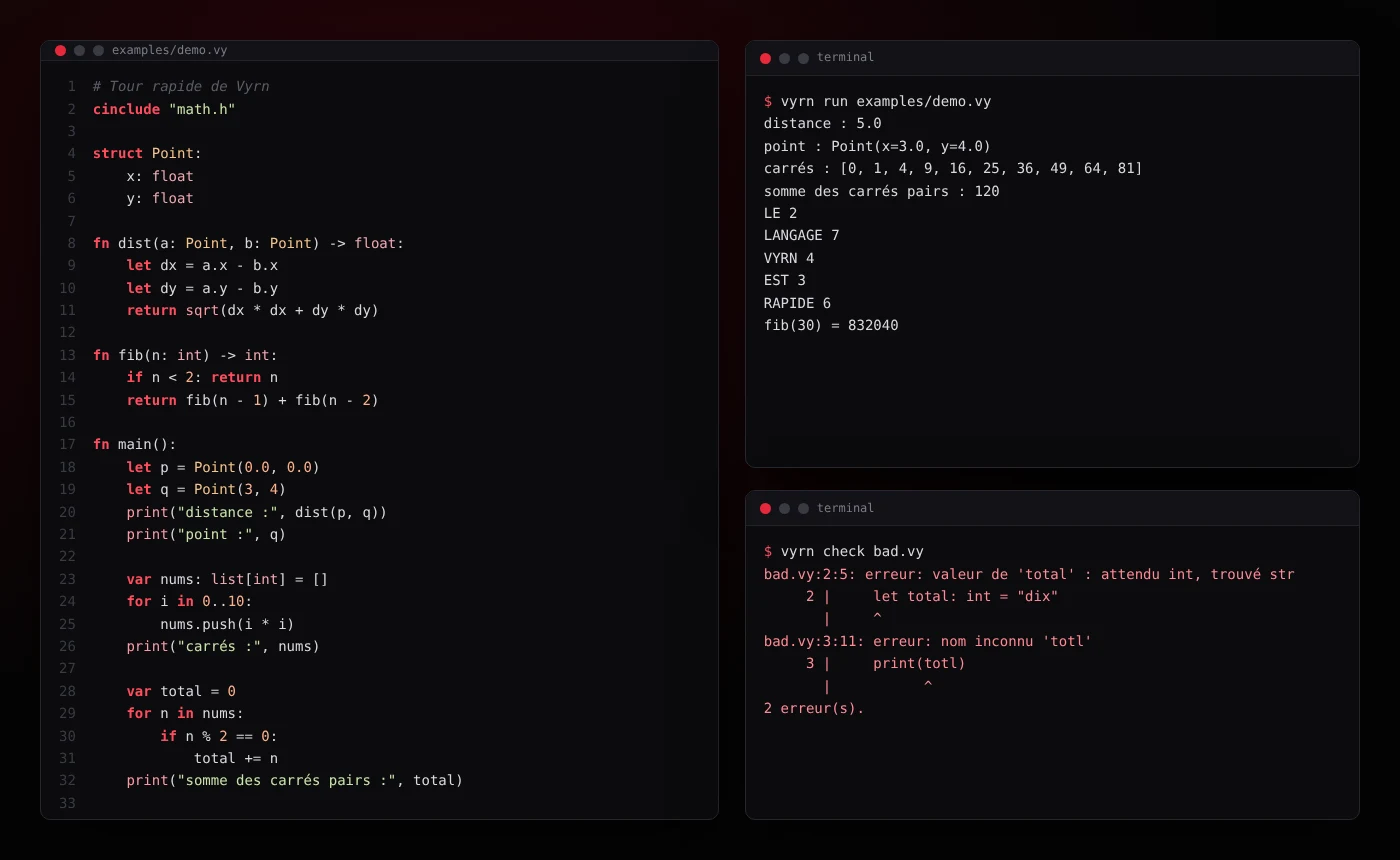 examples/demo.vy
1 # Tour rapide de Vyrn
2 cinclude "math.h"
3
4 struct Point:
5     x: float
6     y: float
7
8 fn dist(a: Point, b: Point) -> float:
9     let dx = a.x - b.x
10     let dy = a.y - b.y
11     return sqrt(dx * dx + dy * dy)
12
13 fn fib(n: int) -> int:
14     if n < 2: return n
15     return fib(n - 1) + fib(n - 2)
16
17 fn main():
18     let p = Point(0.0, 0.0)
19     let q = Point(3, 4)
20     print("distance :", dist(p, q))
21     print("point :", q)
22
23     var nums: list[int] = []
24     for i in 0..10:
25         nums.push(i * i)
26     print("carrés :", nums)
27
28     var total = 0
29     for n in nums:
30         if n % 2 == 0:
31             total += n
32     print("somme des carrés pairs :", total)
33
terminal
$ vyrn run examples/demo.vy
distance : 5.0
point : Point(x=3.0, y=4.0)
carrés : [0, 1, 4, 9, 16, 25, 36, 49, 64, 81]
somme des carrés pairs : 120
LE 2
LANGAGE 7
VYRN 4
EST 3
RAPIDE 6
fib(30) = 832040
terminal
$ vyrn check bad.vy
bad.vy:2:5: erreur: valeur de 'total' : attendu int, trouvé str
     2 |     let total: int = "dix"
       |     ^
bad.vy:3:11: erreur: nom inconnu 'totl'
     3 |     print(totl)
       |           ^
2 erreur(s).